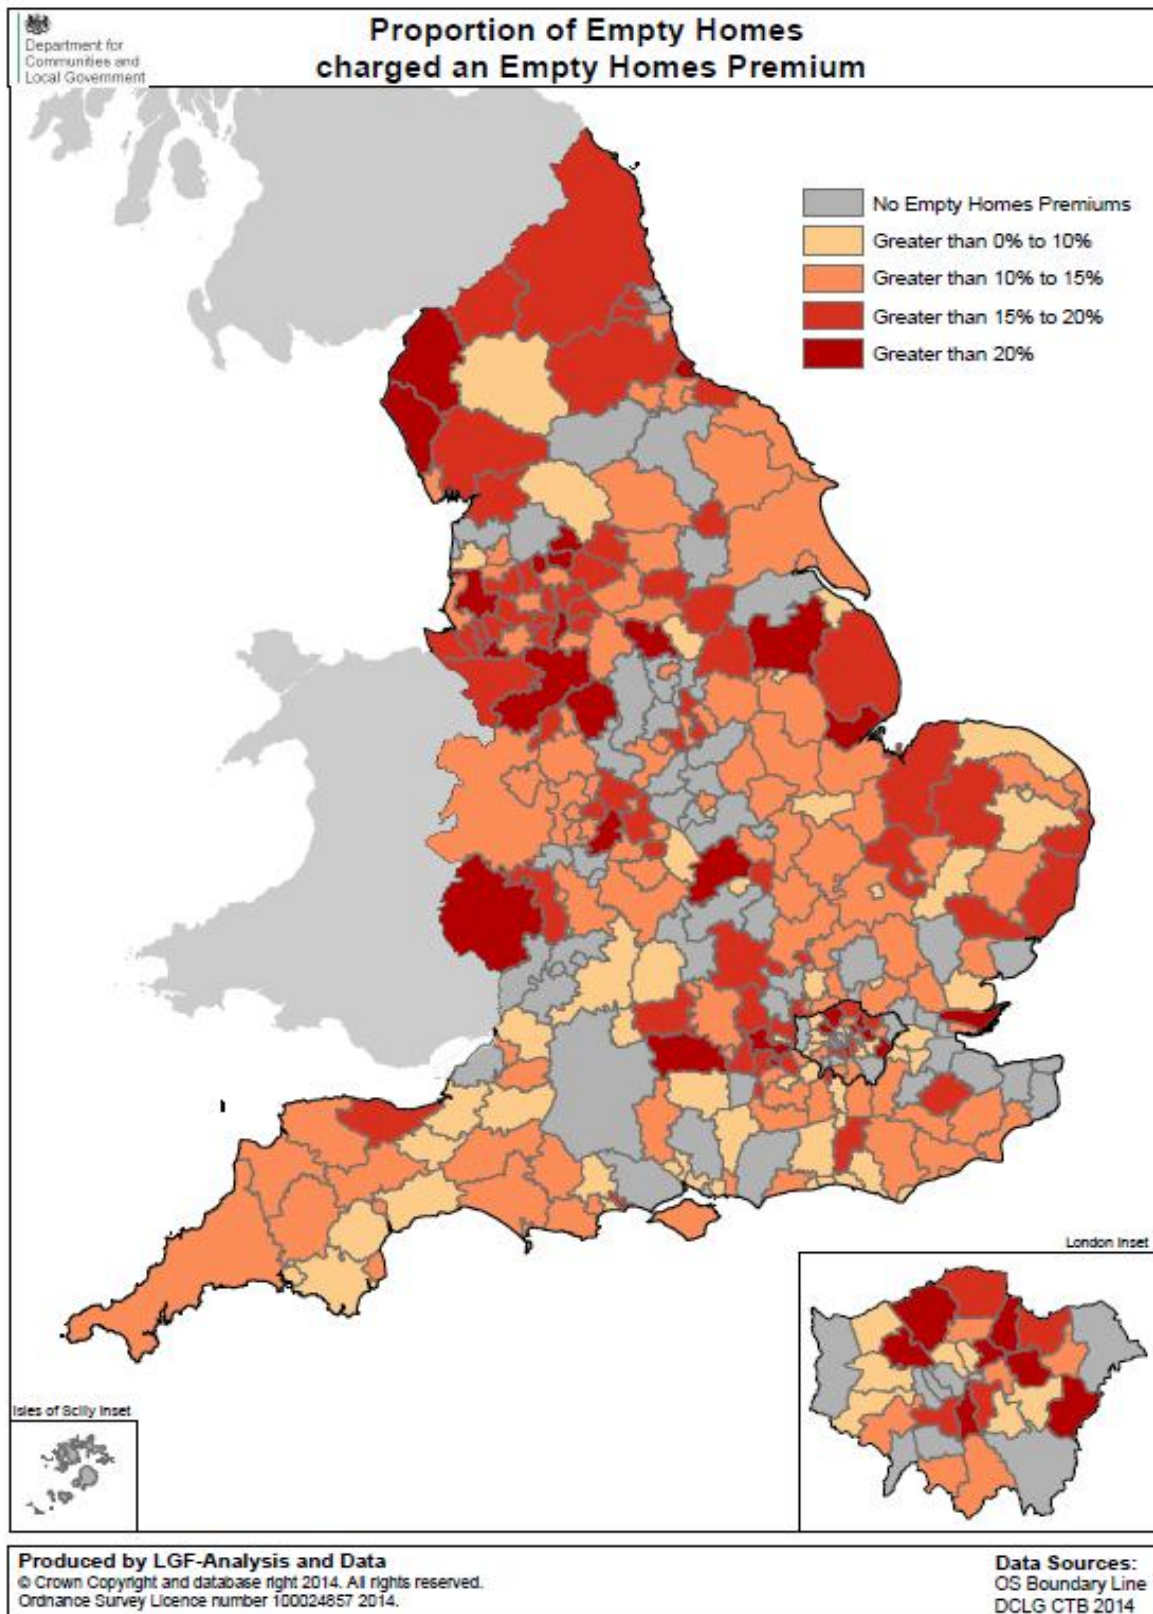 Department for
Communities and
Local Government
Proportion of Empty Homes
charged an Empty Homes Premium
No Empty Homes Premiums
Greater than 0% to 10%
Greater than 10% to 15%
Greater than 15% to 20%
Greater than 20%
London Inset
Isles of Scilly Inset
Produced by LGF-Analysis and Data
© Crown Copyright and database right 2014. All rights reserved.
Ordnance Survey Licence number 100024857 2014.
Data Sources:
OS Boundary Line
DCLG CTB 2014